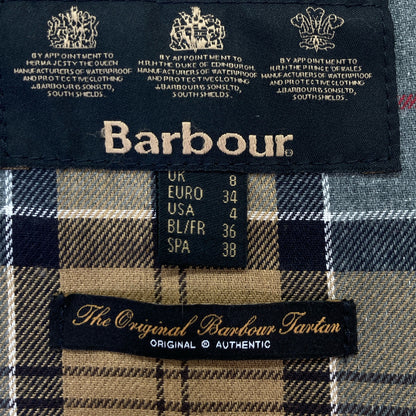 BY APPOINTMENT TO
HER MAJESTY THE QUEEN
MANUFACTURERS OF WATERPROOF
AND PROTECTIVE CLOTHING
J.BARBOUR & SONS LTD,
SOUTH SHIELDS.
BY APPOINTMENT TO
H.R.H THE DUKE OF EDINBURGH,
MANUFACTURERS OF WATERPROOF
AND PROTECTIVE CLOTHING
J.BARBOUR & SONS LTD,
SOUTH SHIELDS.
BY APPOINTMENT TO
H.R.H THE PRINCE OF WALES
MANUFACTURERS OF WATERPROOF
AND PROTECTIVE CLOTHING
J.BARBOUR & SONS LTD,
SOUTH SHIELDS.
Barbour®
UK 8
EURO 34
USA 4
BL/FR 36
SPA 38
The Original Barbour Tartan
ORIGINAL ® AUTHENTIC